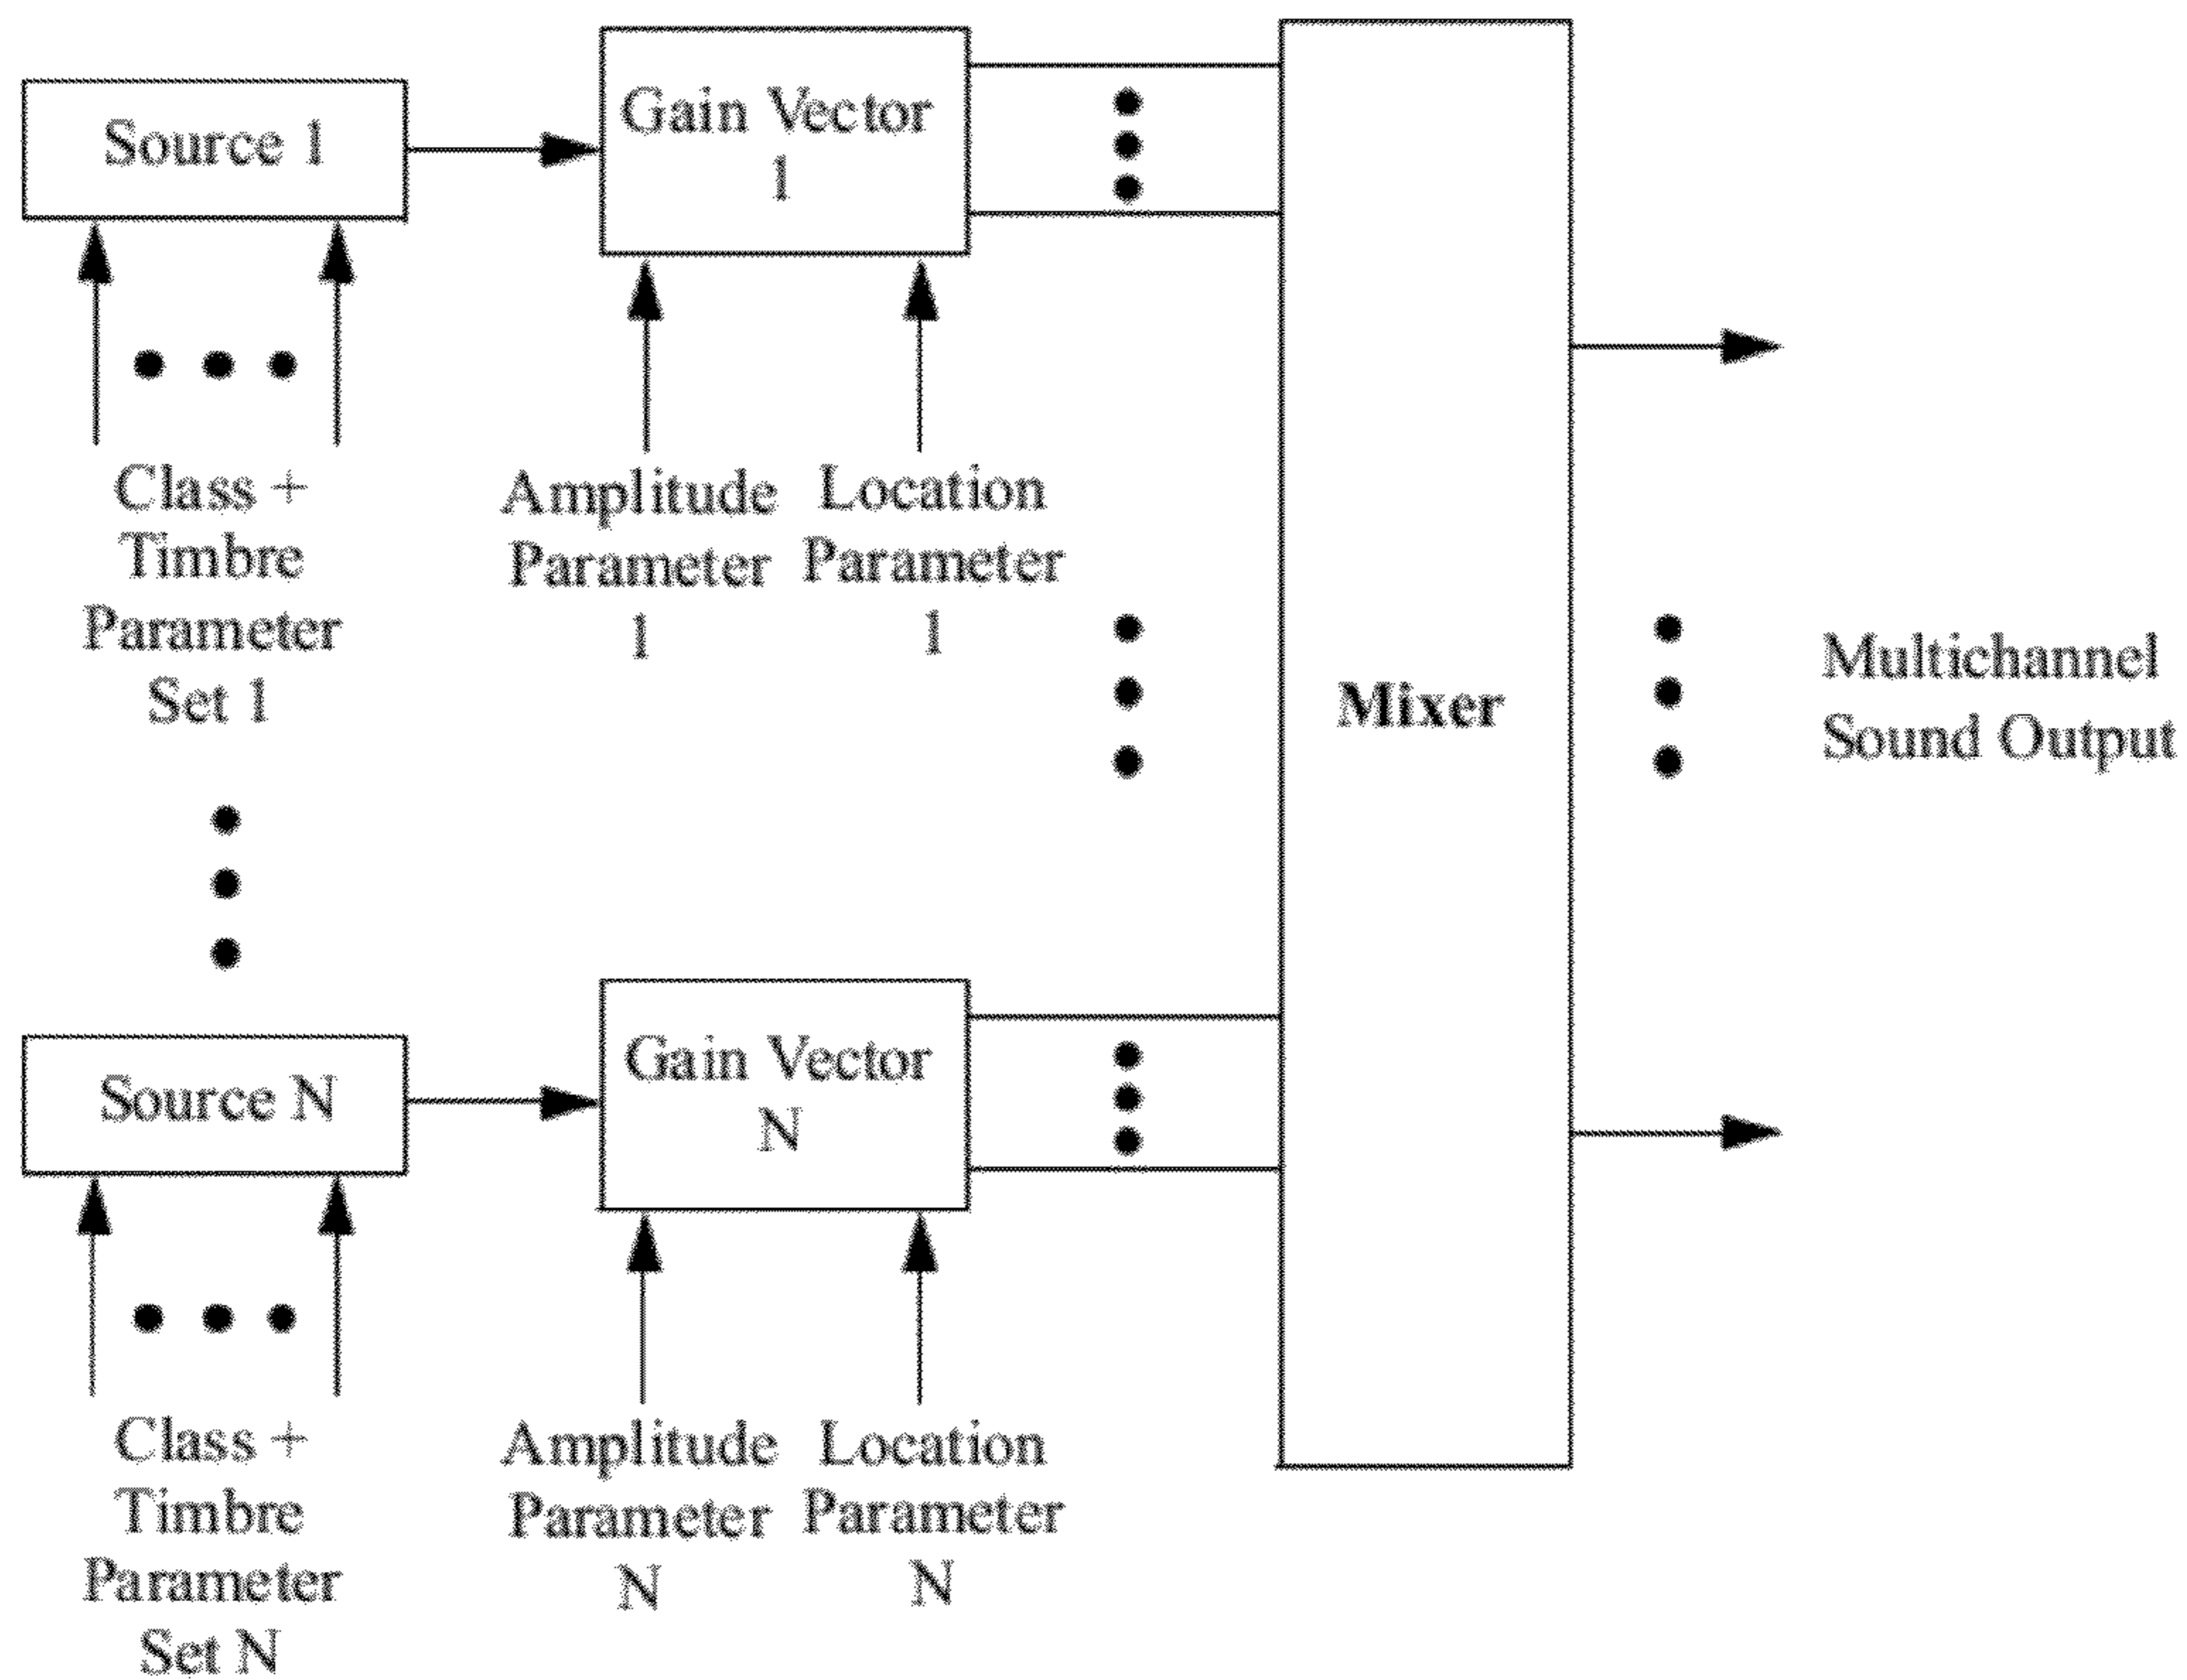 Source 1
Gain Vector
1
Class +
Timbre
Parameter
Set 1
Amplitude
Parameter
1
Location
Parameter
1
Mixer
Multichannel
Sound Output
Source N
Gain Vector
N
Class +
Timbre
Parameter
Set N
Amplitude
Parameter
N
Location
Parameter
N